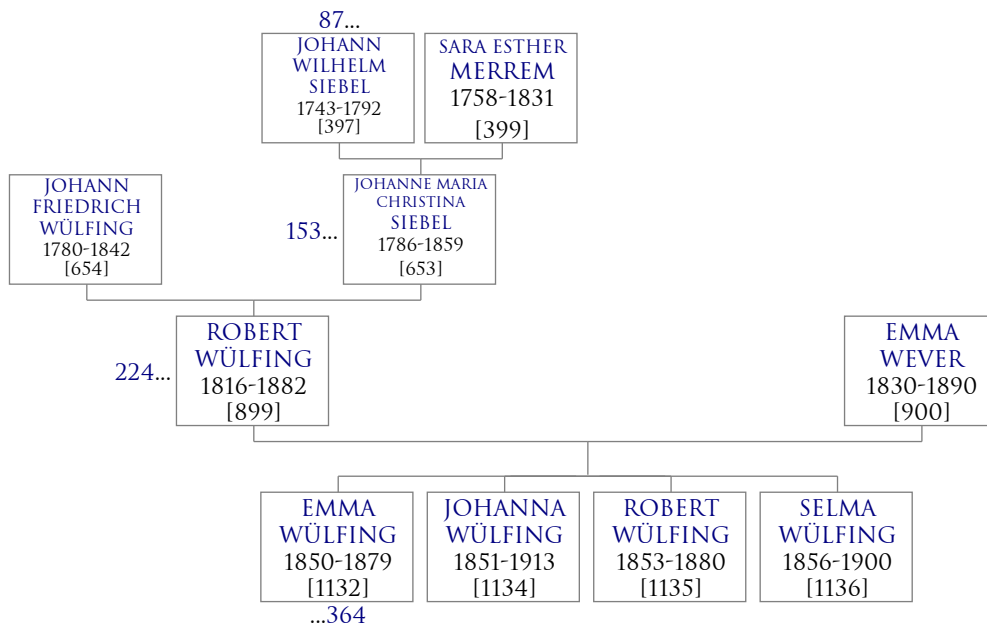 87...
JOHANN
WILHELM
SIEBEL
1743-1792
[397]
SARA ESTHER
MERREM
1758-1831
[399]
JOHANN
FRIEDRICH
WÜLFING
1780-1842
[654]
153...
JOHANNE MARIA
CHRISTINA
SIEBEL
1786-1859
[653]
224...
ROBERT
WÜLFING
1816-1882
[899]
EMMA
WEVER
1830-1890
[900]
EMMA
WÜLFING
1850-1879
[1132]
...364
JOHANNA
WÜLFING
1851-1913
[1134]
ROBERT
WÜLFING
1853-1880
[1135]
SELMA
WÜLFING
1856-1900
[1136]